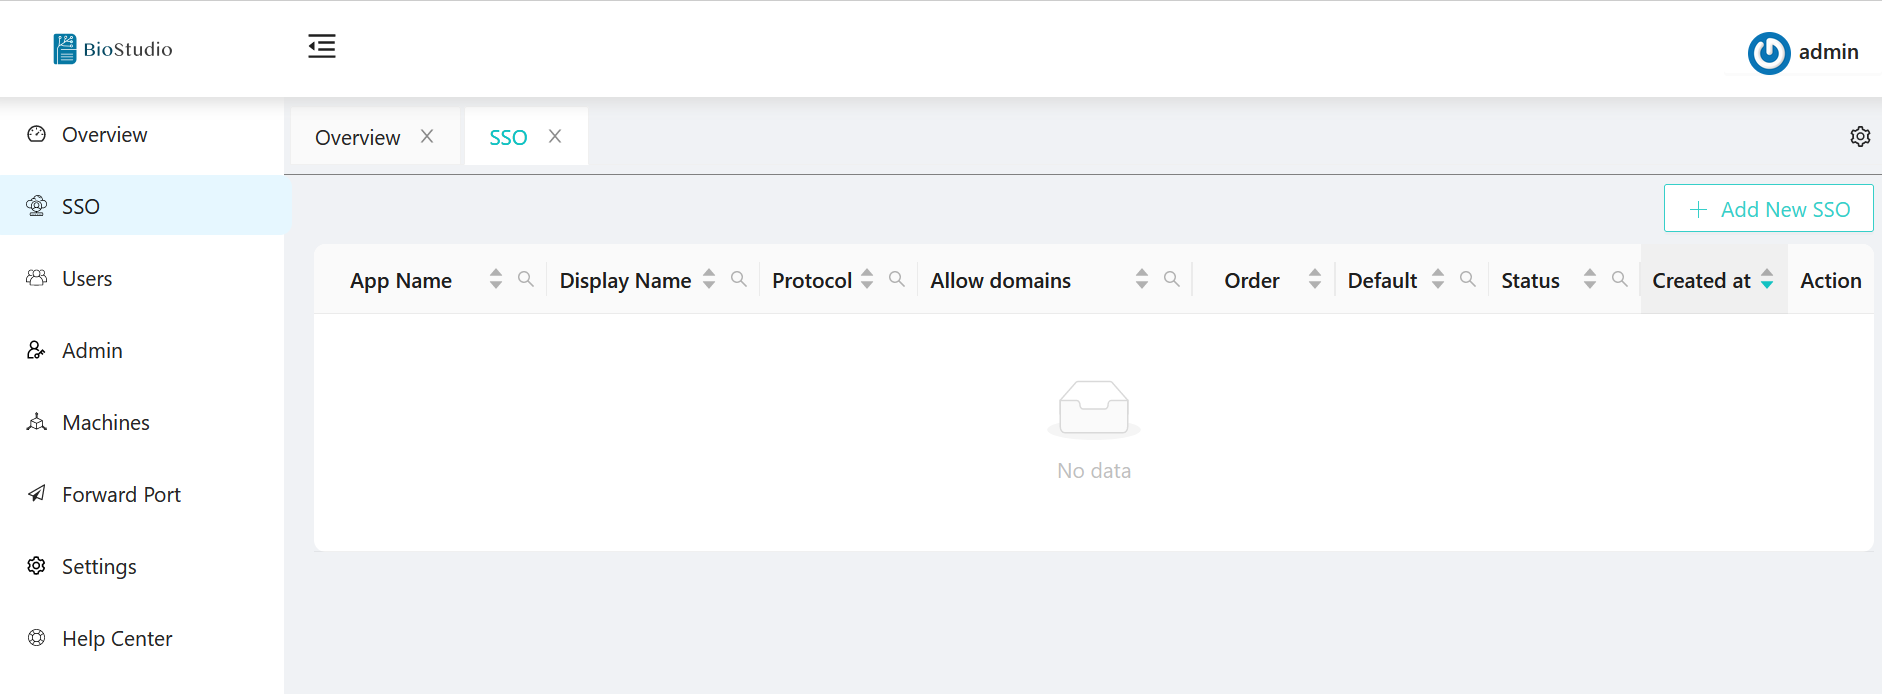 BioStudio
admin
Overview
SSO
Users
Admin
Machines
Forward Port
Settings
Help Center
Overview SSO
Add New SSO
App Name Display Name Protocol Allow domains Order Default Status Created at Action
No data